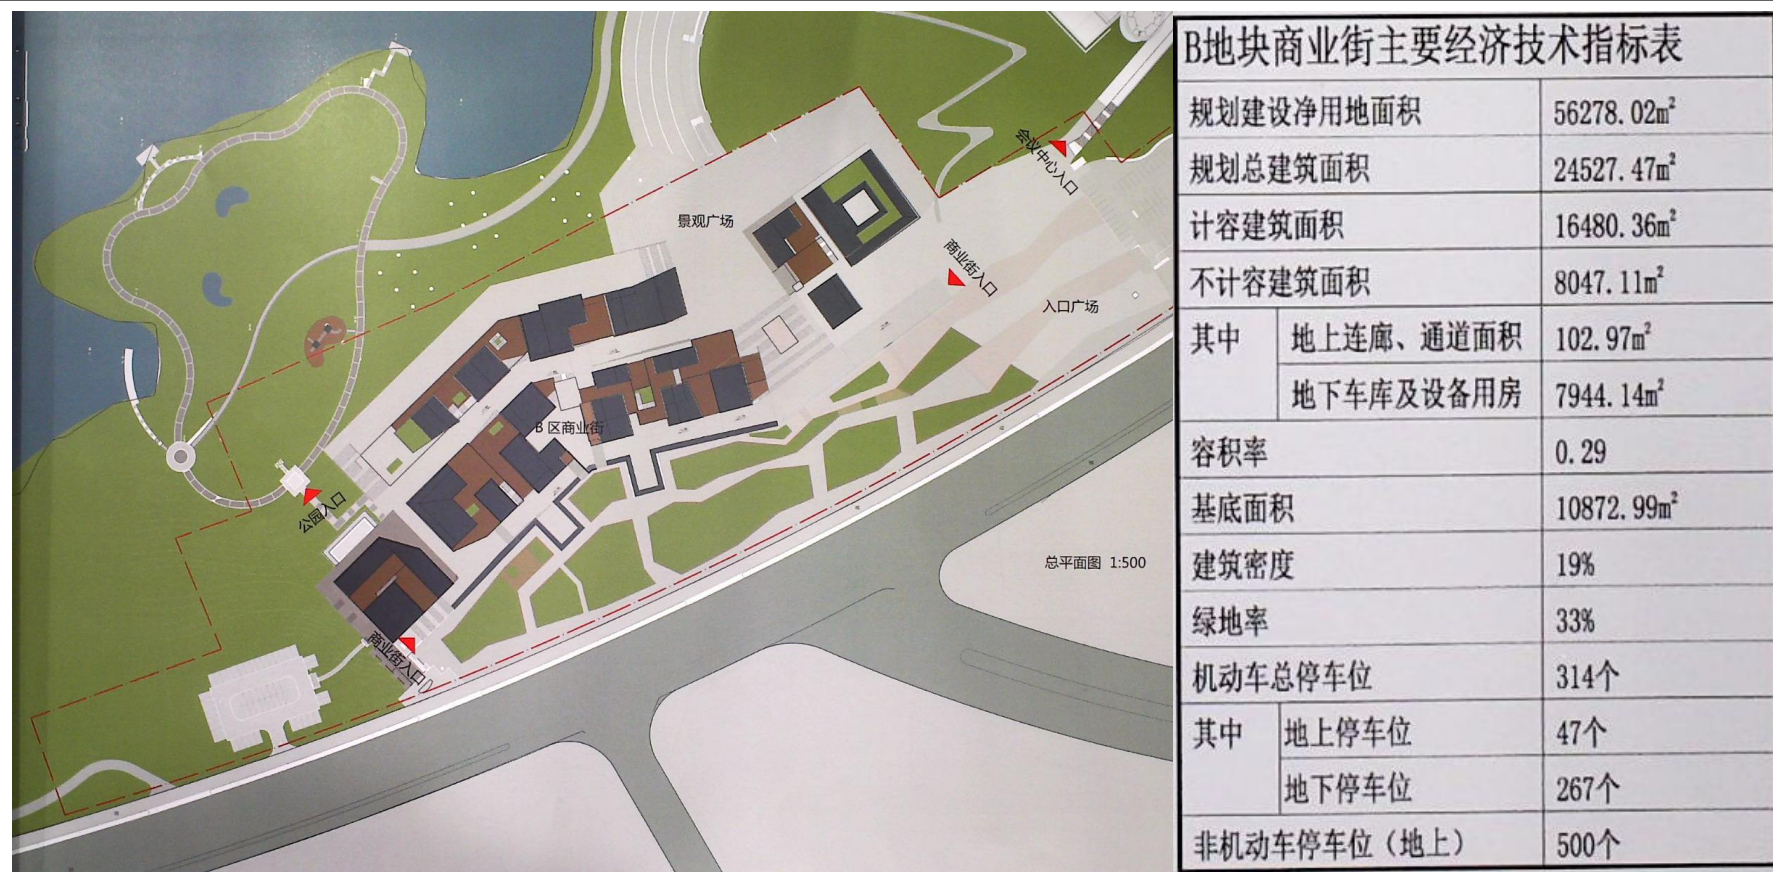 会议中心入口
景观广场
商业街入口
入口广场
B 区商业街
公园入口
总平面图 1:500
商业街入口
B地块商业街主要经济技术指标表
规划建设净用地面积 56278.02㎡
规划总建筑面积 24527.47㎡
计容建筑面积 16480.36㎡
不计容建筑面积 8047.11㎡
其中 地上连廊、通道面积 102.97㎡
地下车库及设备用房 7944.14㎡
容积率 0.29
基底面积 10872.99㎡
建筑密度 19%
绿地率 33%
机动车总停车位 314个
其中 地上停车位 47个
地下停车位 267个
非机动车停车位（地上） 500个